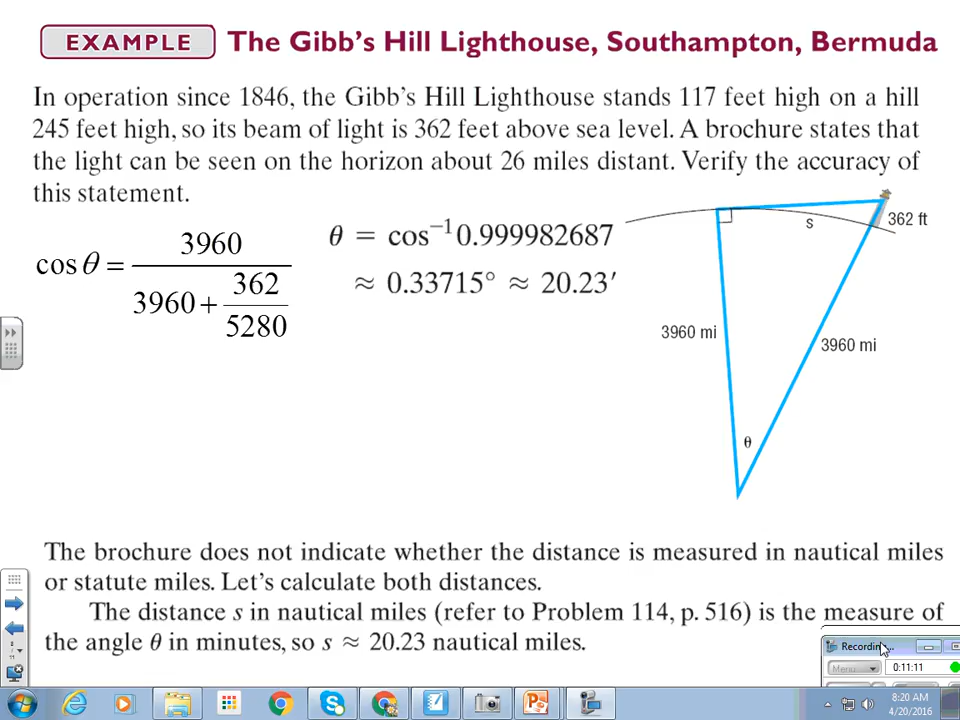 EXAMPLE The Gibb's Hill Lighthouse, Southampton, Bermuda
In operation since 1846, the Gibb's Hill Lighthouse stands 117 feet high on a hill
245 feet high, so its beam of light is 362 feet above sea level. A brochure states that
the light can be seen on the horizon about 26 miles distant. Verify the accuracy of
this statement.
cos θ = 3960 / (3960 + 362/5280)
θ = cos⁻¹ 0.999982687
≈ 0.33715° ≈ 20.23′
s
362 ft
3960 mi
3960 mi
θ
The brochure does not indicate whether the distance is measured in nautical miles
or statute miles. Let's calculate both distances.
The distance s in nautical miles (refer to Problem 114, p. 516) is the measure of
the angle θ in minutes, so s ≈ 20.23 nautical miles.
Menu
0:11:11
8:20 AM
4/20/2016